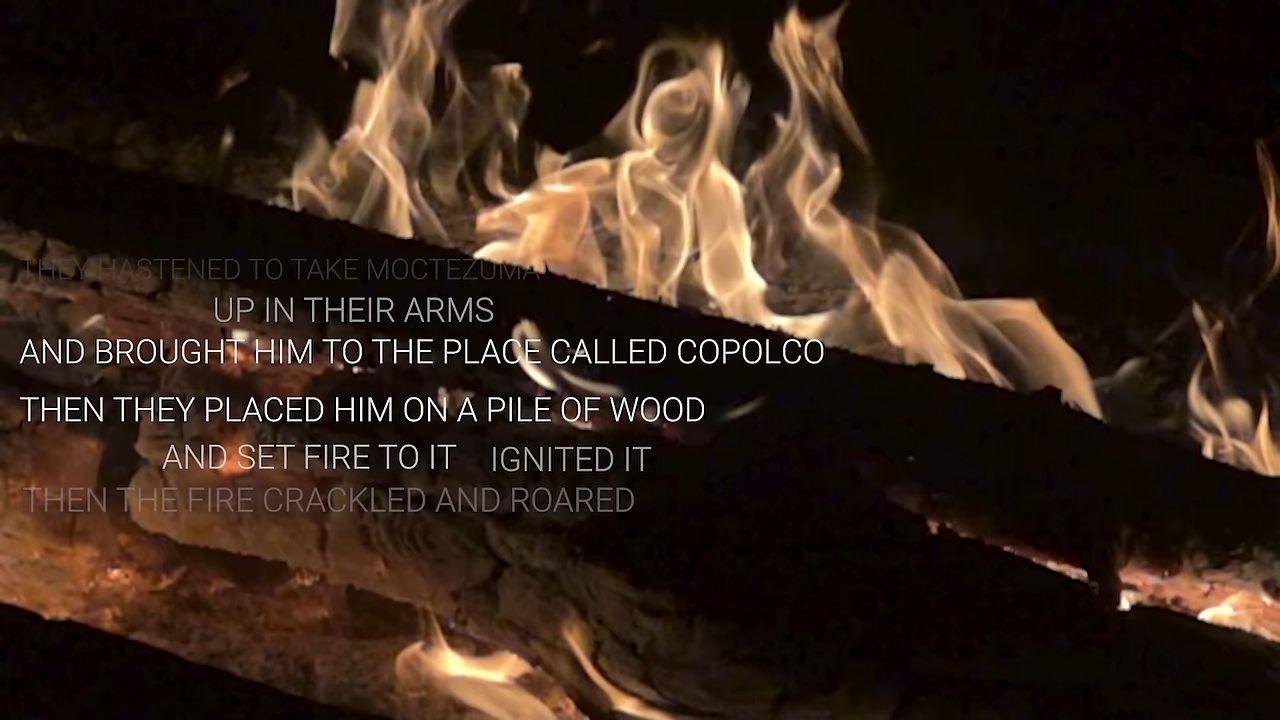 THEY HASTENED TO TAKE MOCTEZUMA
UP IN THEIR ARMS
AND BROUGHT HIM TO THE PLACE CALLED COPOLCO
THEN THEY PLACED HIM ON A PILE OF WOOD
AND SET FIRE TO IT IGNITED IT
THEN THE FIRE CRACKLED AND ROARED